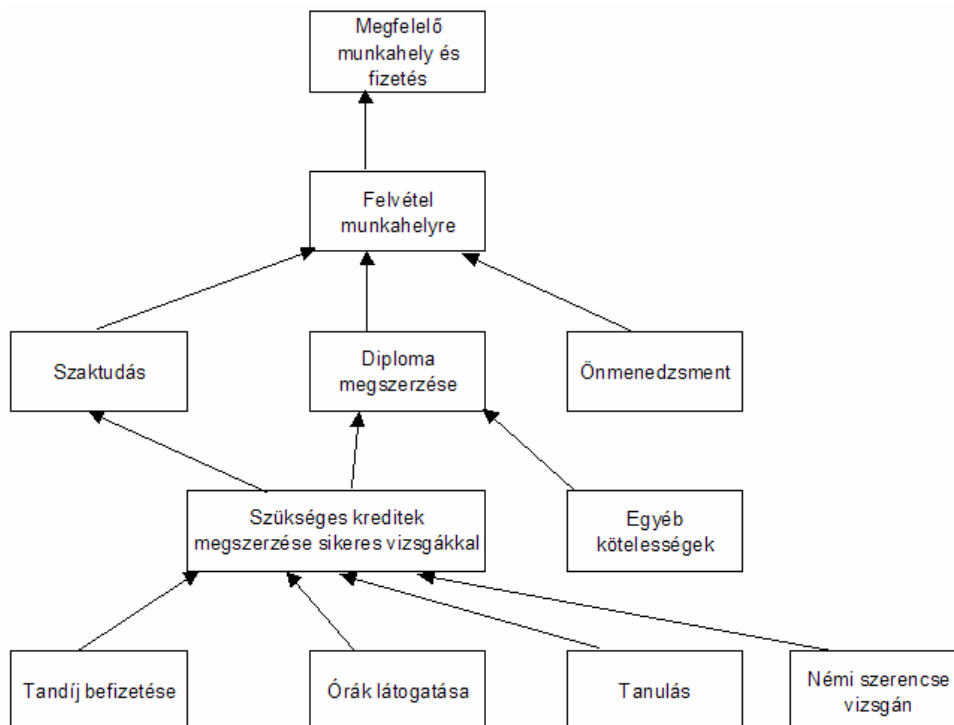 Megfelelő
munkahely és
fizetés
Felvétel
munkahelyre
Szaktudás
Diploma
megszerzése
Önmenedzsment
Szükséges kreditek
megszerzése sikeres vizsgákkal
Egyéb
kötelességek
Tandíj befizetése
Órák látogatása
Tanulás
Némi szerencse
vizsgán